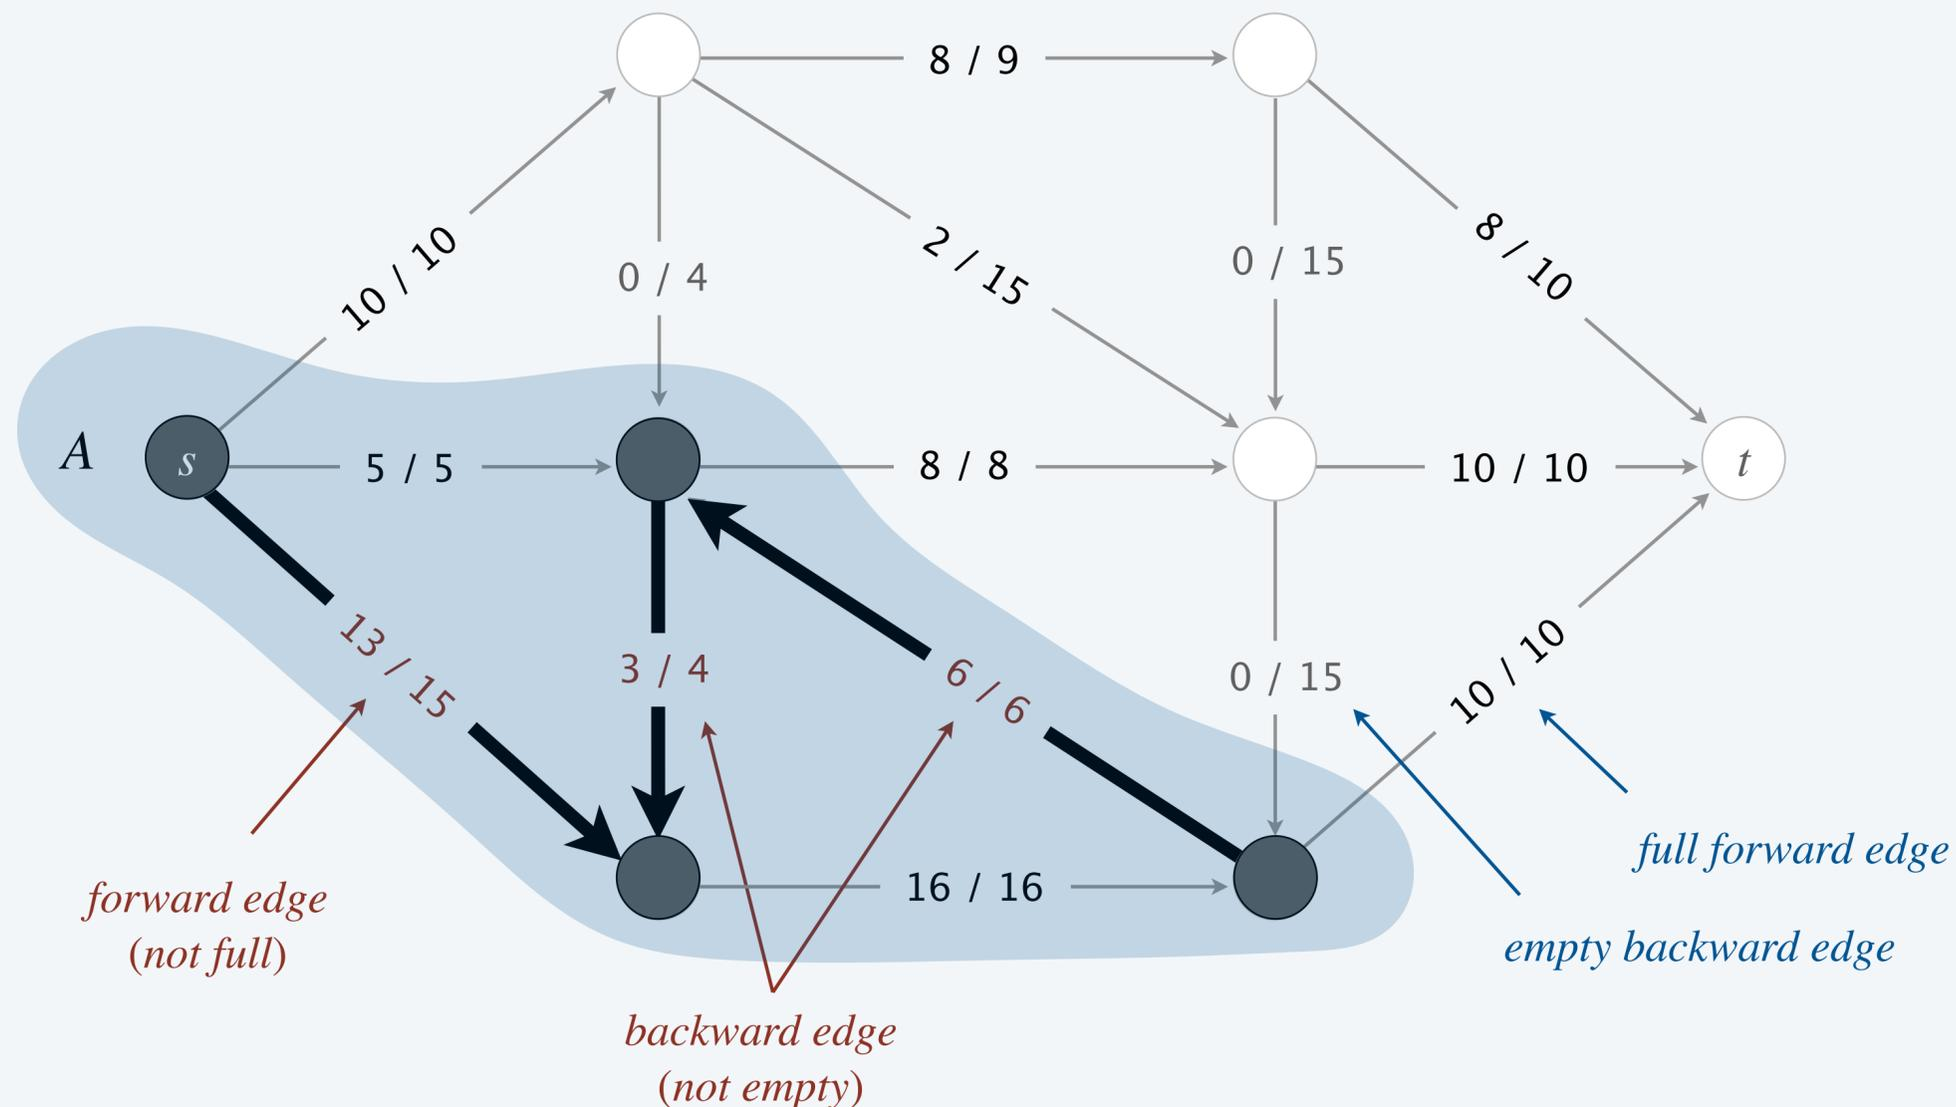 8 / 9
10 / 10
0 / 4
2 / 15
0 / 15
8 / 10
A
s
5 / 5
8 / 8
10 / 10
t
13 / 15
3 / 4
6 / 6
0 / 15
10 / 10
full forward edge
16 / 16
forward edge
(not full)
empty backward edge
backward edge
(not empty)